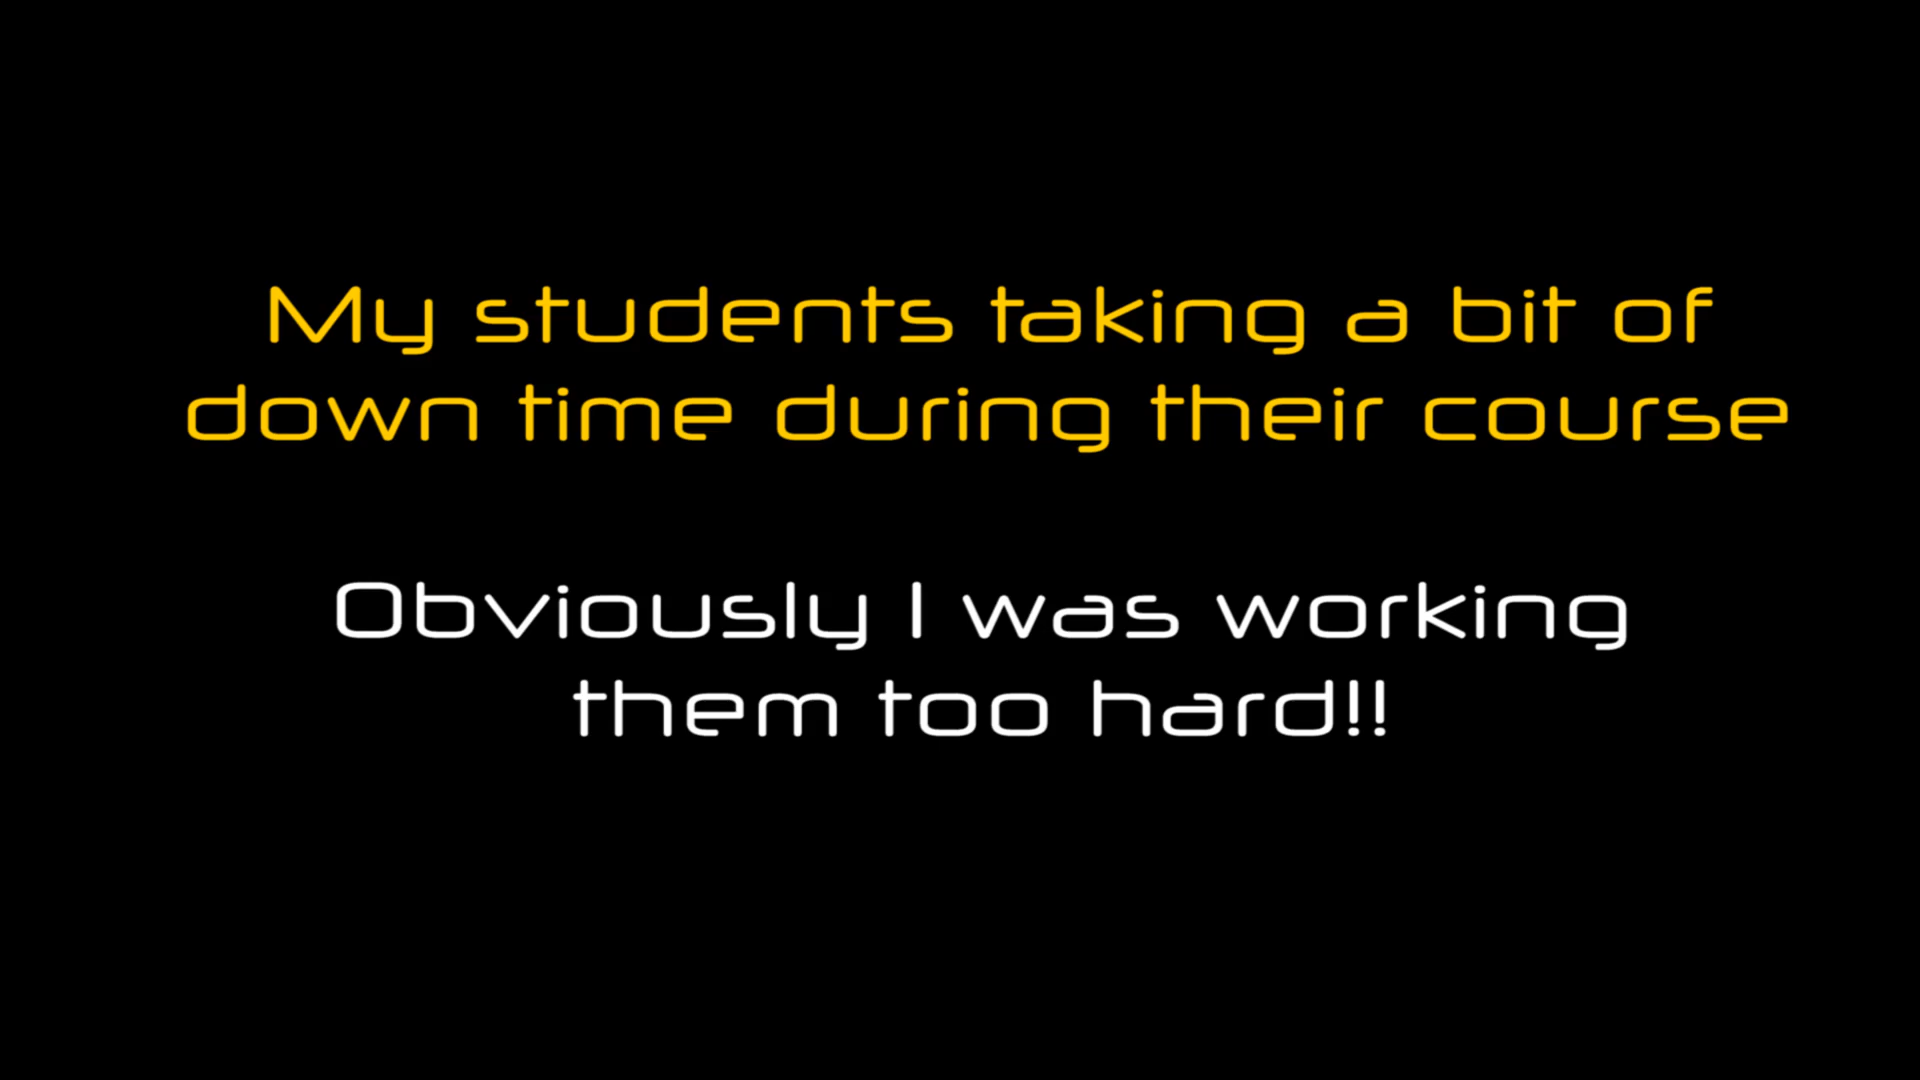 My students taking a bit of
down time during their course
Obviously I was working
them too hard!!